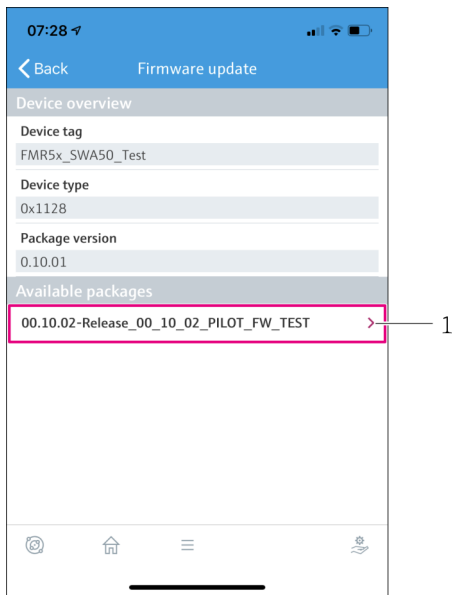 07:28
Back
Firmware update
Device overview
Device tag
FMR5x_SWA50_Test
Device type
0x1128
Package version
0.10.01
Available packages
00.10.02-Release_00_10_02_PILOT_FW_TEST
1